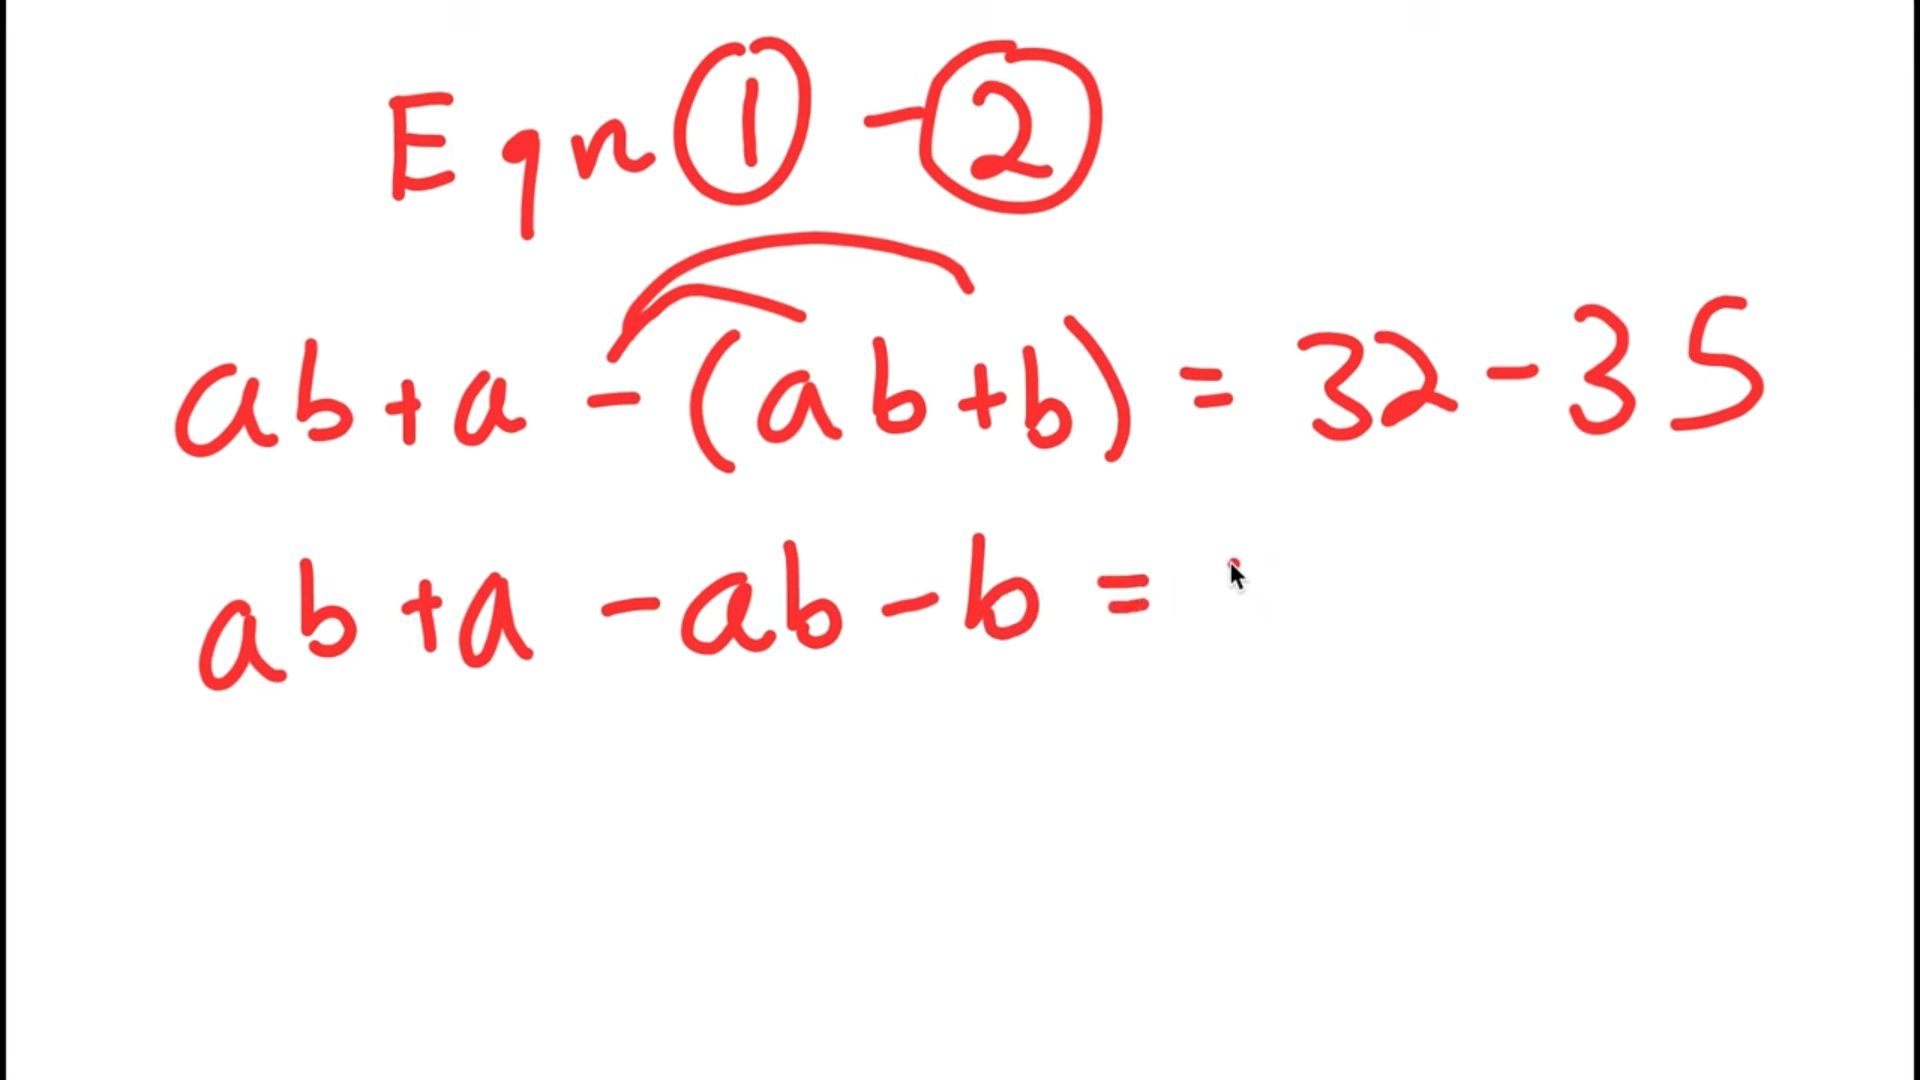 Eqn ① - ②
ab+a - (ab+b) = 32-35
ab+a - ab - b =